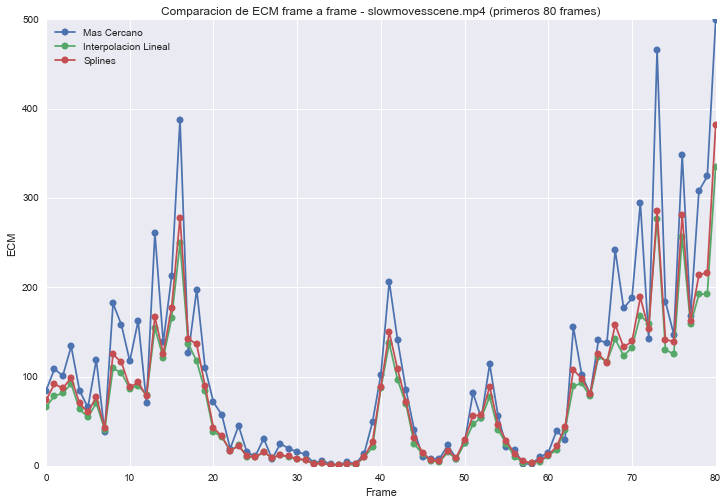 Comparacion de ECM frame a frame - slowmovesscene.mp4 (primeros 80 frames)
Mas Cercano
Interpolacion Lineal
Splines
500
400
300
200
100
0
ECM
0 10 20 30 40 50 60 70 80
Frame